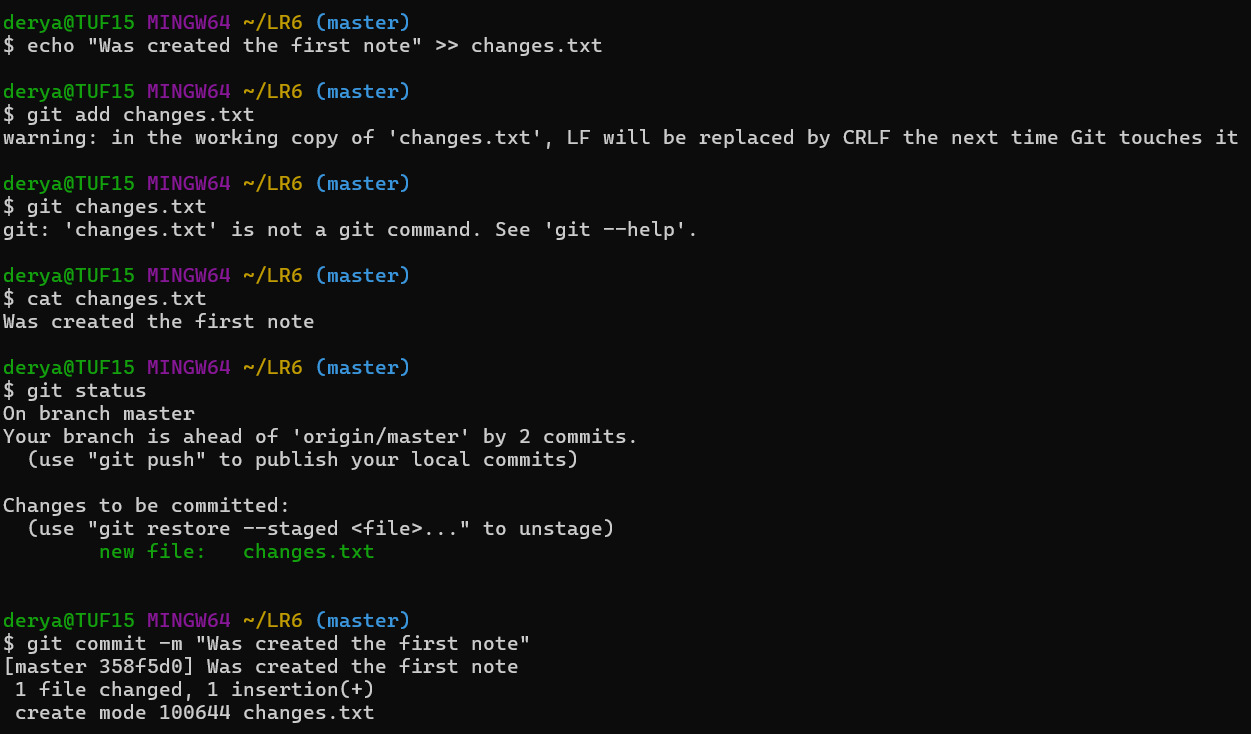 derya@TUF15 MINGW64 ~/LR6 (master)
$ echo "Was created the first note" >> changes.txt
derya@TUF15 MINGW64 ~/LR6 (master)
$ git add changes.txt
warning: in the working copy of 'changes.txt', LF will be replaced by CRLF the next time Git touches it
derya@TUF15 MINGW64 ~/LR6 (master)
$ git changes.txt
git: 'changes.txt' is not a git command. See 'git --help'.
derya@TUF15 MINGW64 ~/LR6 (master)
$ cat changes.txt
Was created the first note
derya@TUF15 MINGW64 ~/LR6 (master)
$ git status
On branch master
Your branch is ahead of 'origin/master' by 2 commits.
  (use "git push" to publish your local commits)
Changes to be committed:
  (use "git restore --staged <file>..." to unstage)
        new file:   changes.txt
derya@TUF15 MINGW64 ~/LR6 (master)
$ git commit -m "Was created the first note"
[master 358f5d0] Was created the first note
 1 file changed, 1 insertion(+)
 create mode 100644 changes.txt